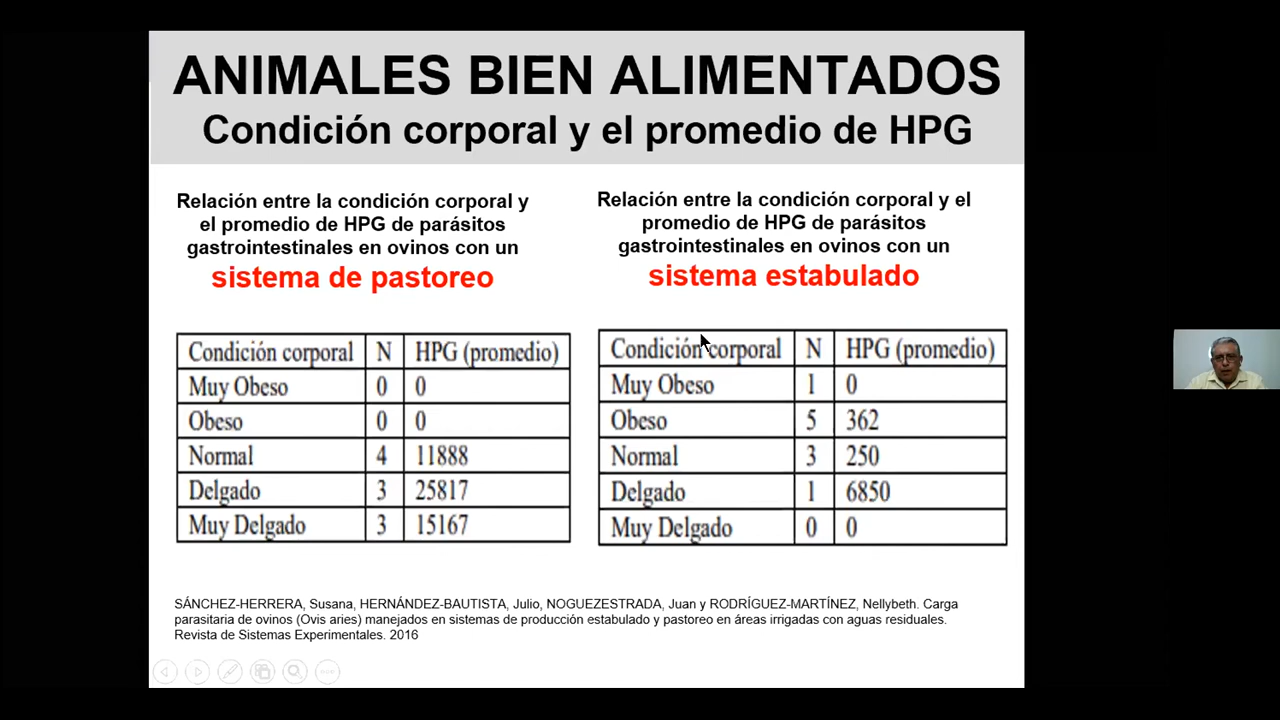 ANIMALES BIEN ALIMENTADOS
Condición corporal y el promedio de HPG
Relación entre la condición corporal y
el promedio de HPG de parásitos
gastrointestinales en ovinos con un
sistema de pastoreo
Condición corporal N HPG (promedio)
Muy Obeso 0 0
Obeso 0 0
Normal 4 11888
Delgado 3 25817
Muy Delgado 3 15167
Relación entre la condición corporal y el
promedio de HPG de parásitos
gastrointestinales en ovinos con un
sistema estabulado
Condición corporal N HPG (promedio)
Muy Obeso 1 0
Obeso 5 362
Normal 3 250
Delgado 1 6850
Muy Delgado 0 0
SÁNCHEZ-HERRERA, Susana, HERNÁNDEZ-BAUTISTA, Julio, NOGUEZESTRADA, Juan y RODRÍGUEZ-MARTÍNEZ, Nellybeth. Carga
parasitaria de ovinos (Ovis aries) manejados en sistemas de producción estabulado y pastoreo en áreas irrigadas con aguas residuales.
Revista de Sistemas Experimentales. 2016